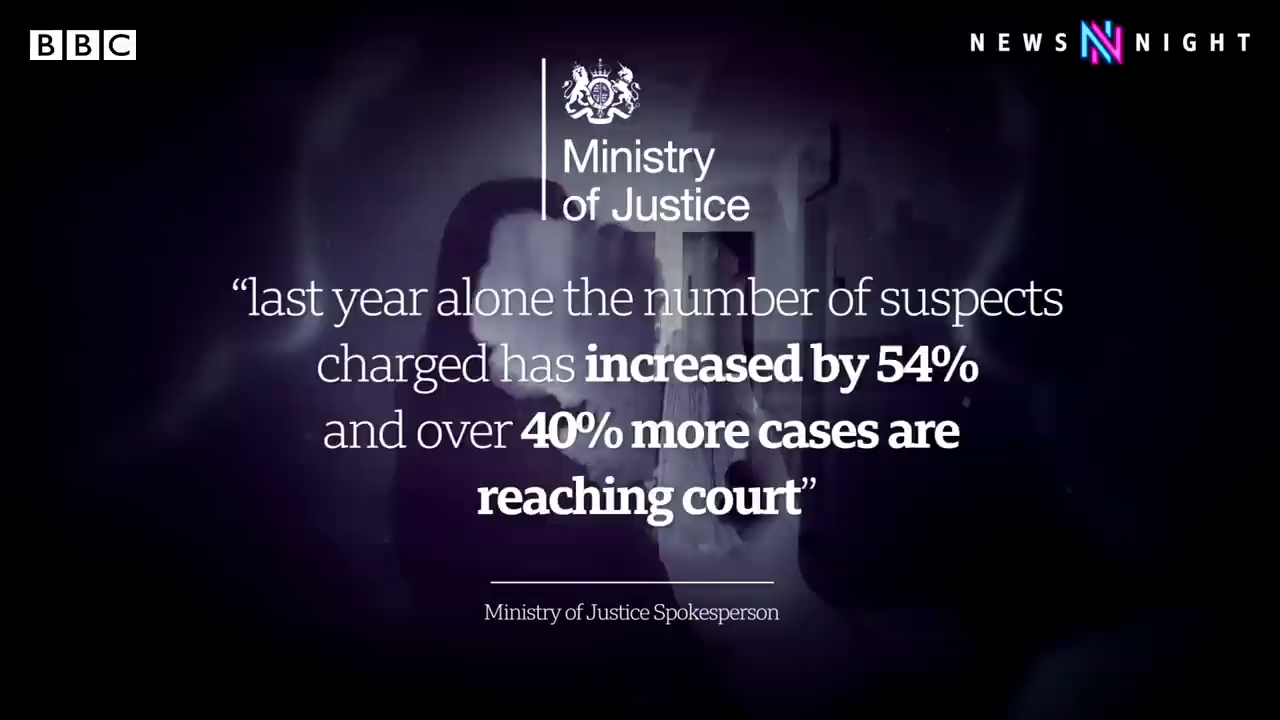 BBC
NEWS NIGHT
Ministry
of Justice
“last year alone the number of suspects
charged has increased by 54%
and over 40% more cases are
reaching court”
Ministry of Justice Spokesperson